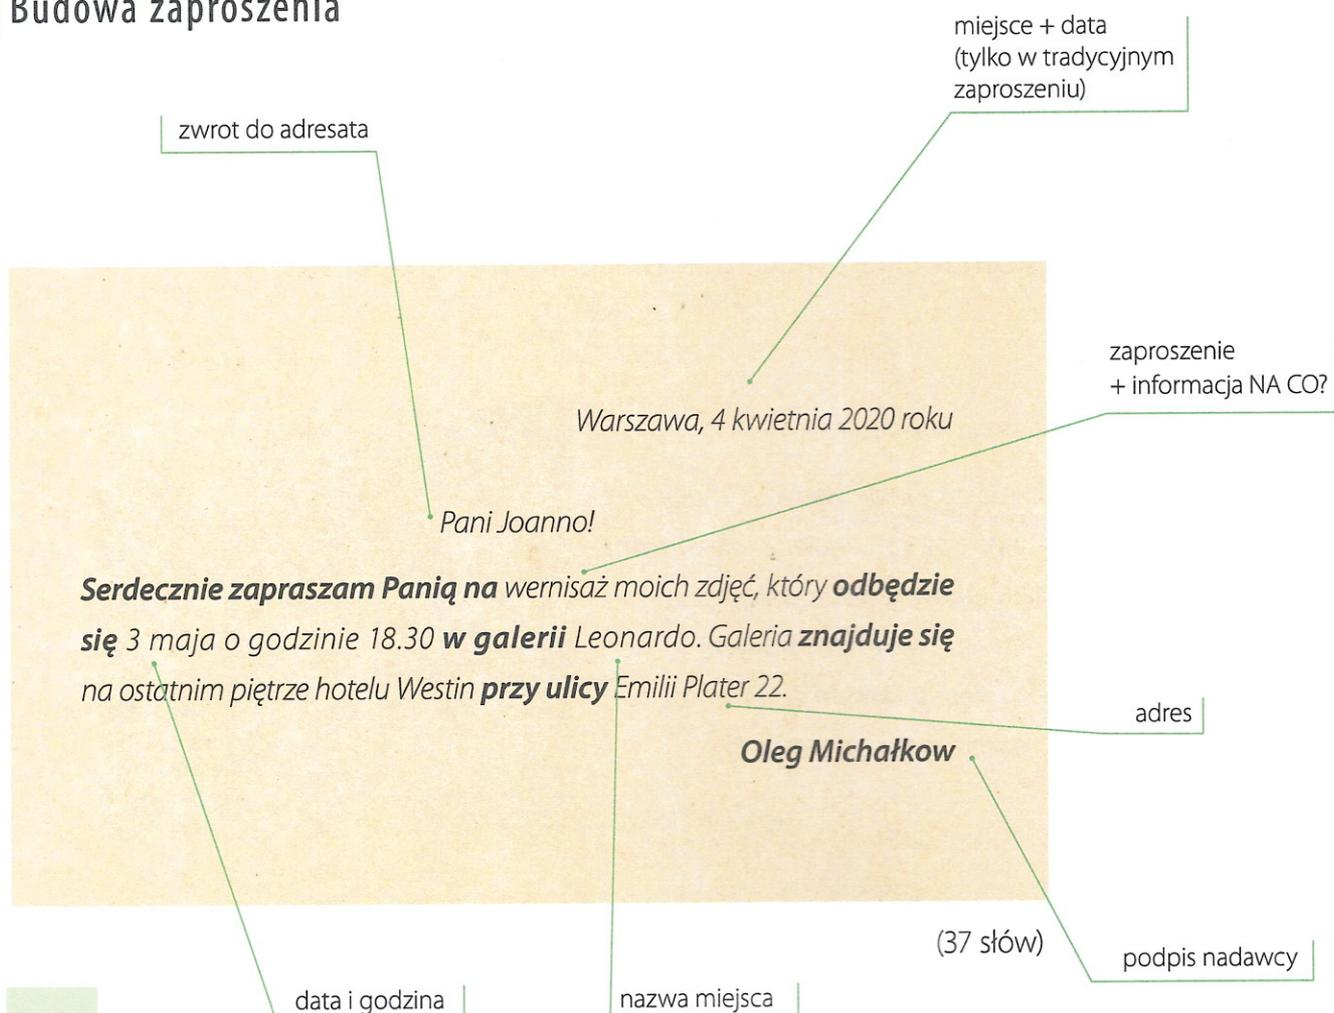 Budowa zaproszenia
miejsce + data
(tylko w tradycyjnym
zaproszeniu)
zwrot do adresata
zaproszenie
+ informacja NA CO?
Warszawa, 4 kwietnia 2020 roku
Pani Joanno!
Serdecznie zapraszam Panią na wernisaż moich zdjęć, który odbędzie
się 3 maja o godzinie 18.30 w galerii Leonardo. Galeria znajduje się
na ostatnim piętrze hotelu Westin przy ulicy Emilii Plater 22.
adres
Oleg Michałkow
(37 słów)
podpis nadawcy
data i godzina
nazwa miejsca